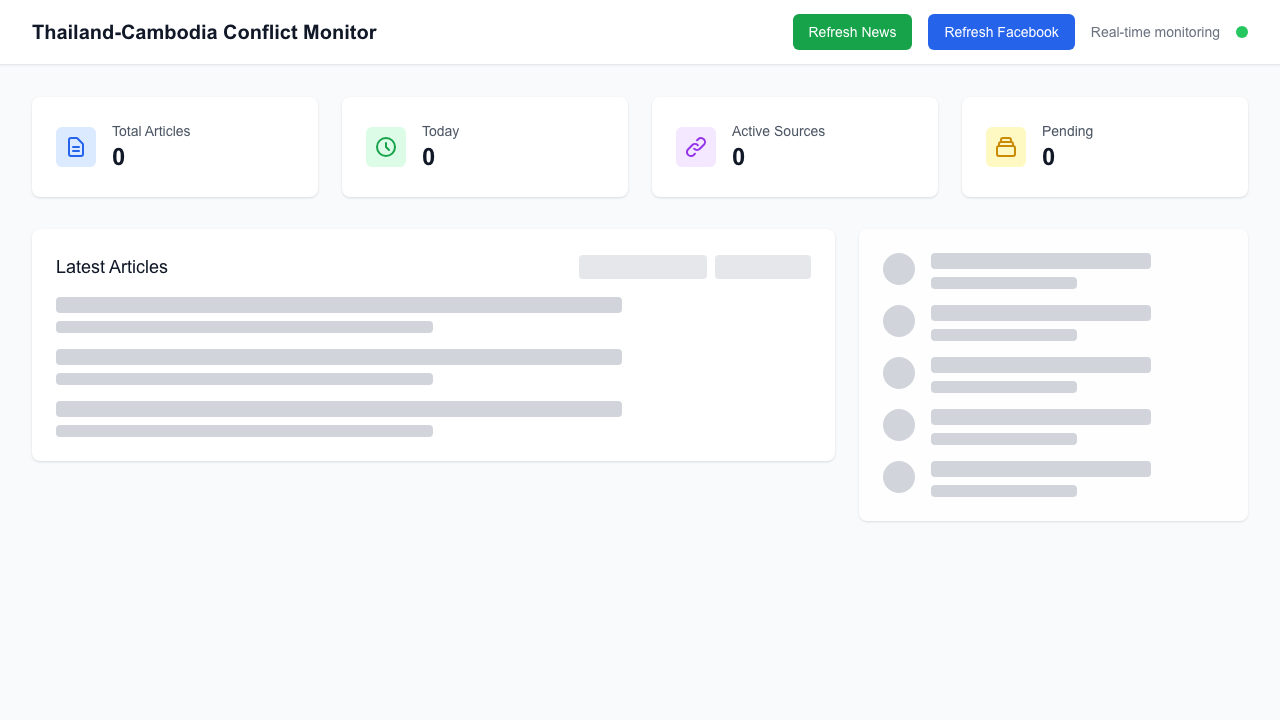 Thailand-Cambodia Conflict Monitor
Refresh News
Refresh Facebook
Real-time monitoring
Total Articles
0
Today
0
Active Sources
0
Pending
0
Latest Articles